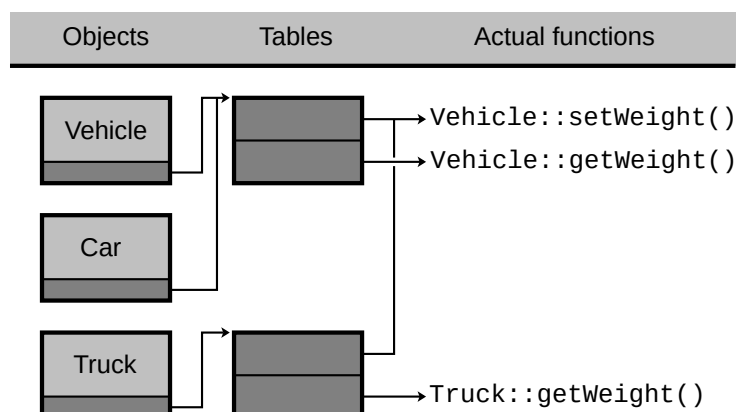 Objects Tables Actual functions
Vehicle
Vehicle::setWeight()
Vehicle::getWeight()
Car
Truck
Truck::getWeight()